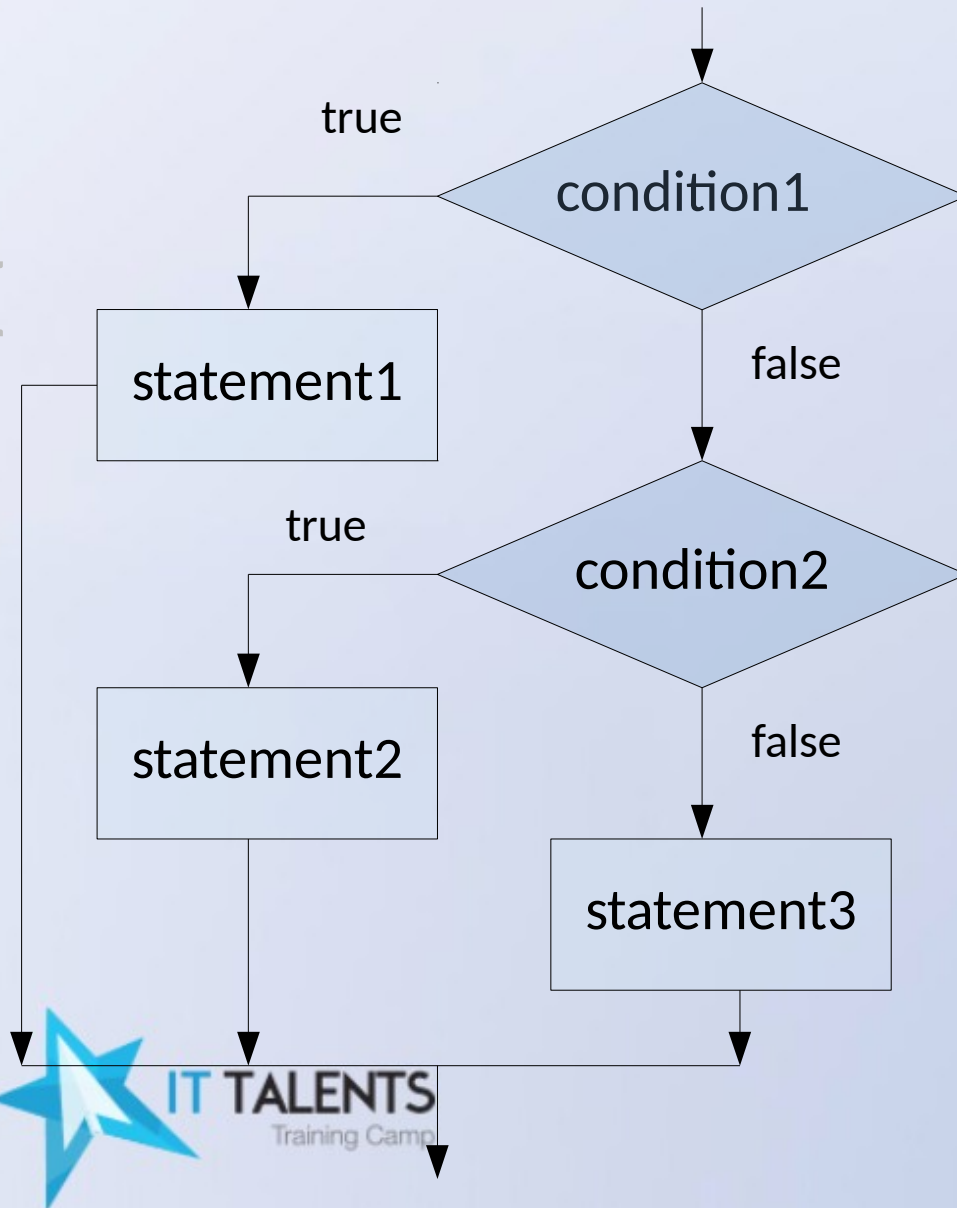 true
condition1
false
statement1
true
condition2
false
statement2
statement3
IT TALENTS
Training Camp